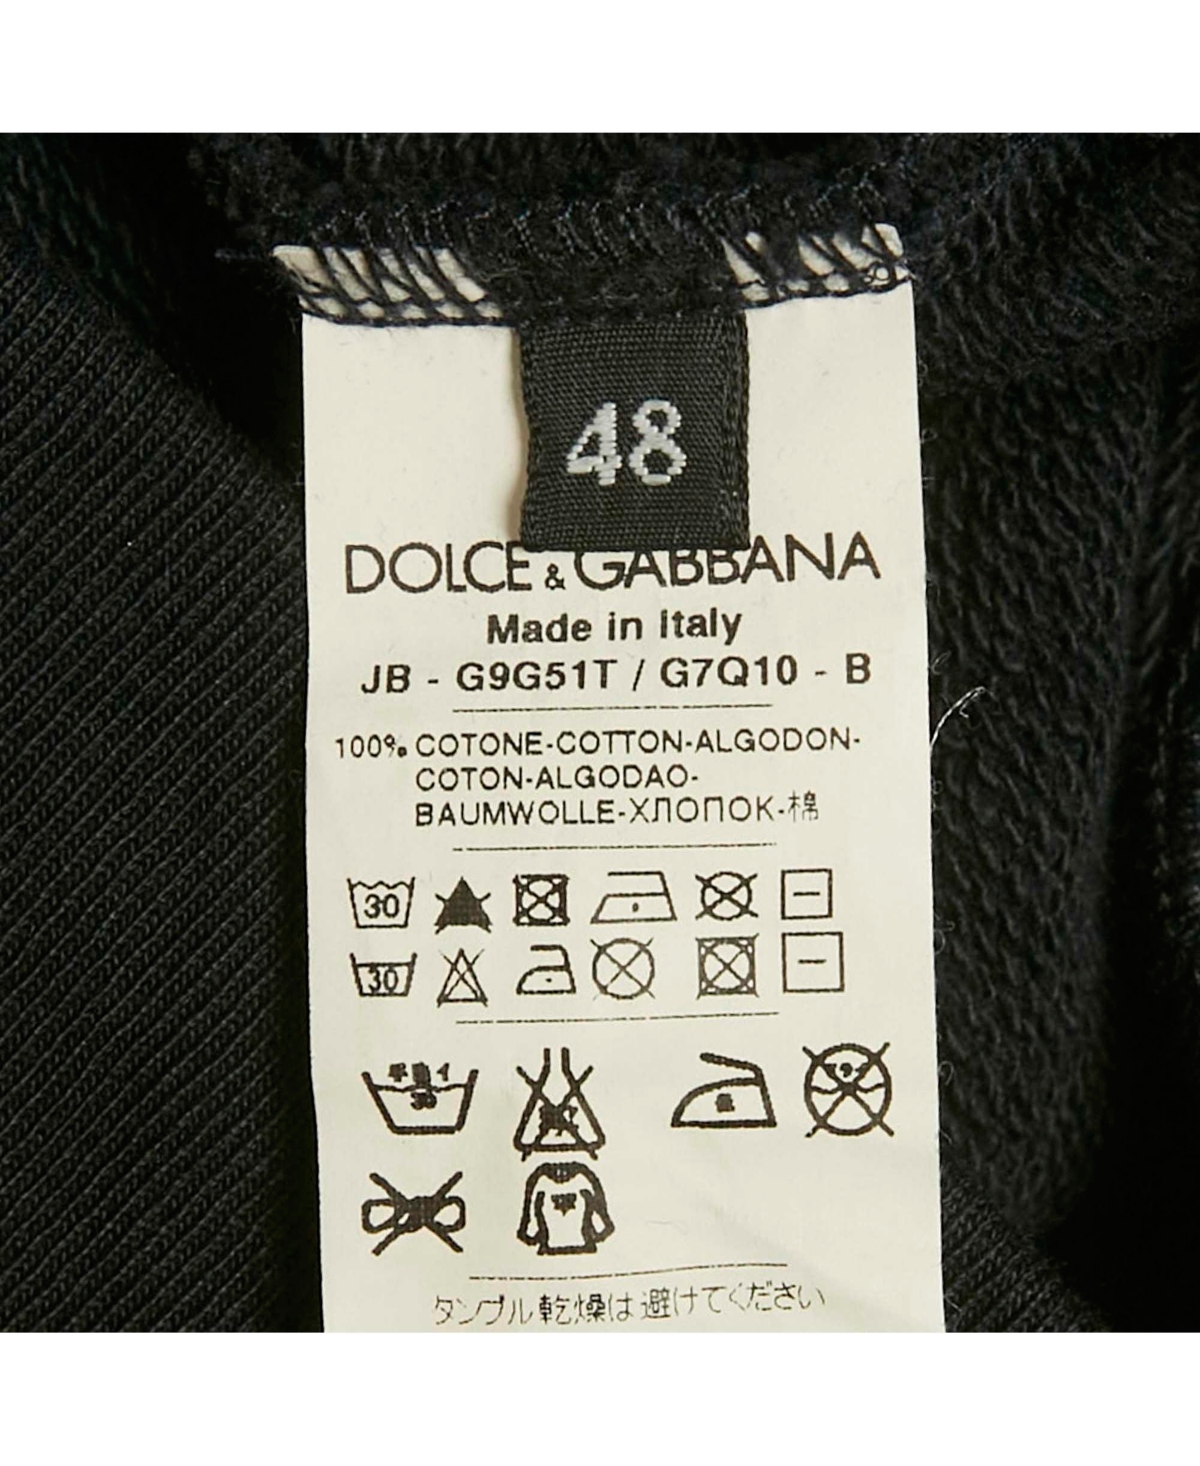 48
DOLCE & GABBANA
Made in Italy
JB - G9G51T / G7Q10 - B
100% COTONE-COTTON-ALGODON-
COTON-ALGODAO-
BAUMWOLLE-ХЛОПОК-棉
30
30
30
タンブル乾燥は避けてください